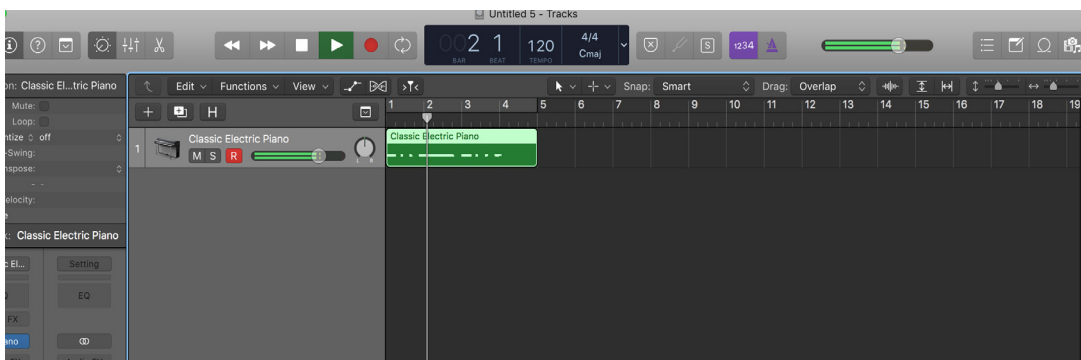 Untitled 5 - Tracks
002 1 120 4/4
Cmaj
BAR BEAT TEMPO
S 1234
on: Classic El...tric Piano
Edit Functions View Snap: Smart Drag: Overlap
Mute:
Loop:
ntize off
-Swing:
nspose:
- -
elocity:
H
1 2 3 4 5 6 7 8 9 10 11 12 13 14 15 16 17 18 19
1 Classic Electric Piano
M S R
L R
Classic Electric Piano
k: Classic Electric Piano
c El... Setting
EQ
FX
ano